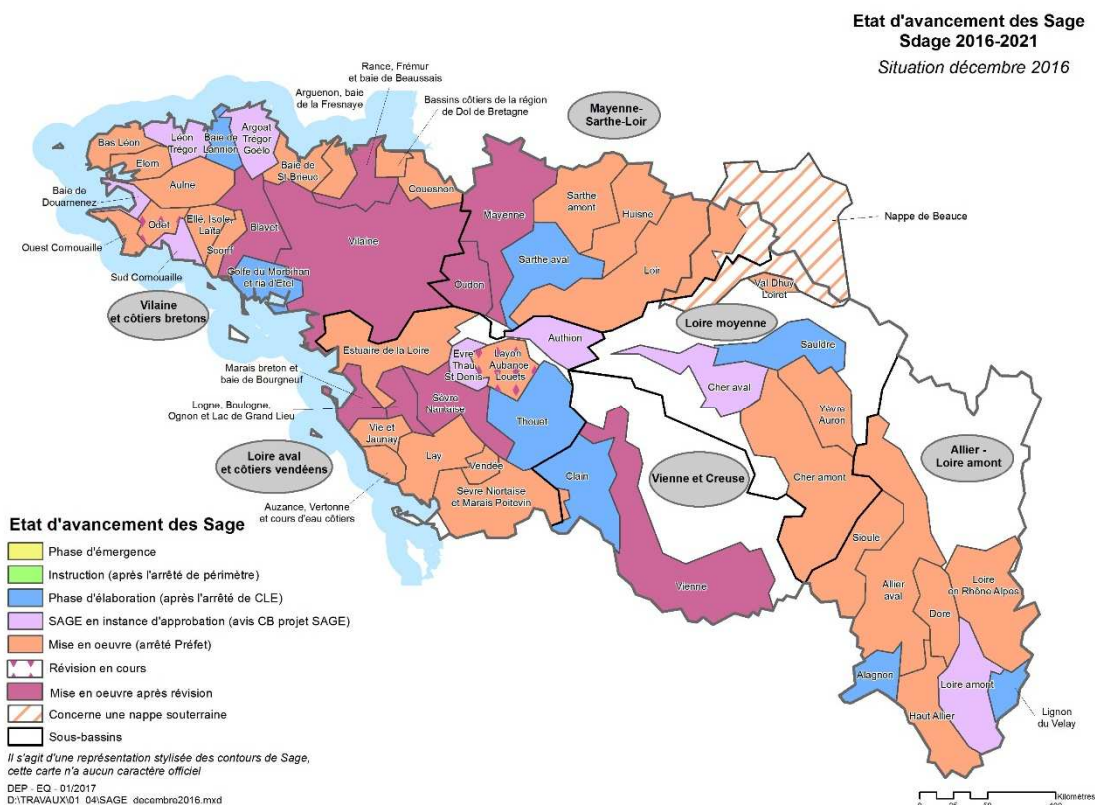 Etat d'avancement des Sage
Sdage 2016-2021
Situation décembre 2016
Rance, Frémur
et baie de Beaussais
Arguenon, baie
de la Fresnaye
Bassins côtiers de la région
de Dol de Bretagne
Mayenne-
Sarthe-Loir
Bas Léon
Léon
Trégor
Baie de
Lannion
Argoat
Trégor
Goëlo
Elorn
Baie de
St Brieuc
Aulne
Couesnon
Baie de
Douarnenez
Mayenne
Sarthe
amont
Huisne
Nappe de Beauce
Odet
Elle, Isole,
Laïta
Blavet
Vilaine
Ouest Cornouaille
Scorff
Sarthe aval
Loir
Sud Cornouaille
Golfe du Morbihan
et ria d'Etel
Oudon
Val Dhuy
Loiret
Vilaine
et côtiers bretons
Loire moyenne
Estuaire de la Loire
Authion
Sauldre
Evre
Thau
St Denis
Layon
Aubance
Louets
Marais breton et
baie de Bourgneuf
Cher aval
Logne, Boulogne,
Ognon et Lac de Grand Lieu
Sèvre
Nantaise
Thouet
Yèvre
Auron
Vie et
Jaunay
Loire aval
et côtiers vendéens
Lay
Vendée
Clain
Vienne et Creuse
Allier -
Loire amont
Cher amont
Sèvre Niortaise
et Marais Poitevin
Auzance, Vertonne
et cours d'eau côtiers
Sioule
Vienne
Allier
aval
Dore
Loire
en Rhône Alpes
Alagnon
Loire amont
Haut Allier
Lignon
du Velay
Etat d'avancement des Sage
Phase d'émergence
Instruction (après l'arrêté de périmètre)
Phase d'élaboration (après l'arrêté de CLE)
SAGE en instance d'approbation (avis CB projet SAGE)
Mise en oeuvre (arrêté Préfet)
Révision en cours
Mise en oeuvre après révision
Concerne une nappe souterraine
Sous-bassins
Il s'agit d'une représentation stylisée des contours de Sage,
cette carte n'a aucun caractère officiel
DEP - EQ - 01/2017
D:\TRAVAUX\01_04\SAGE_decembre2016.mxd
Kilomètres
0 25 50 100